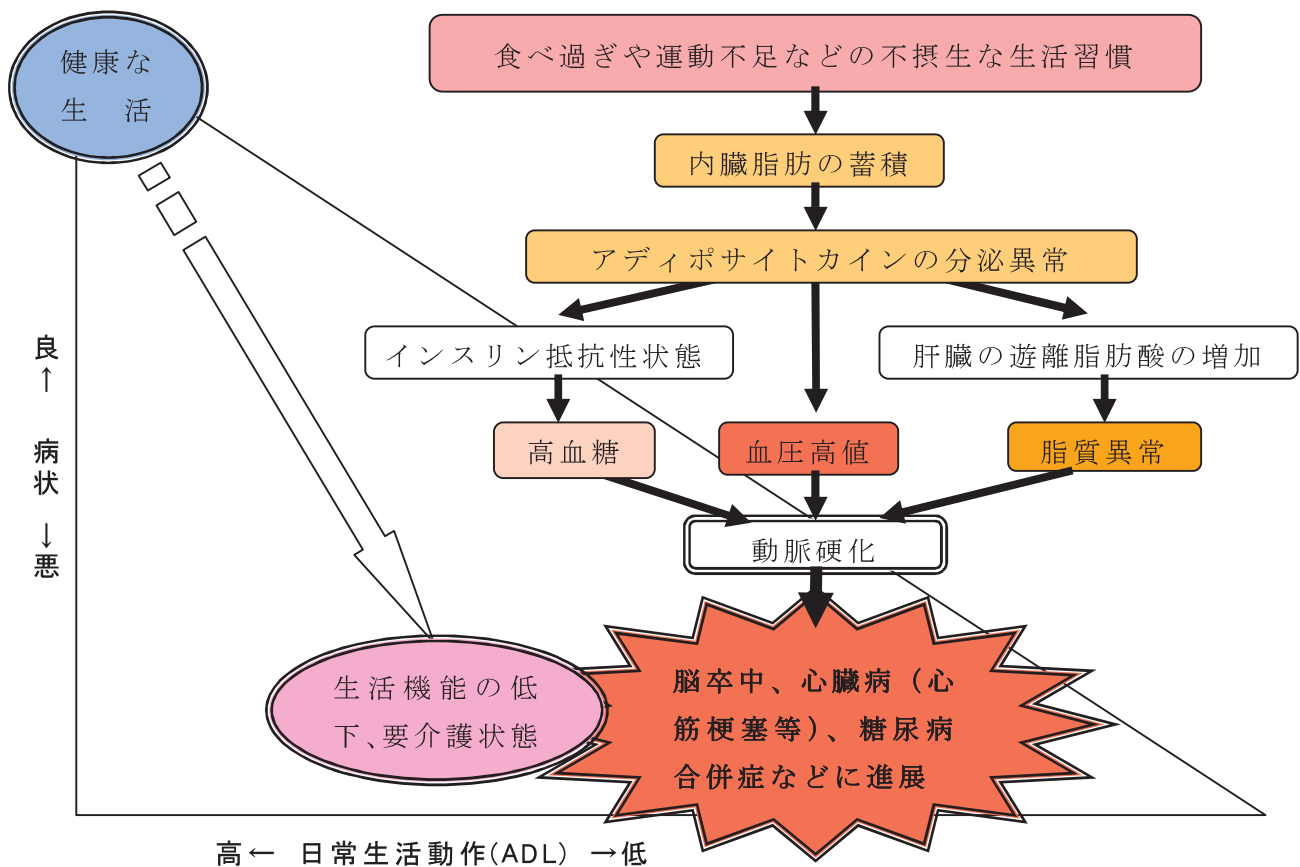 健康な
生　活
食べ過ぎや運動不足などの不摂生な生活習慣
内臓脂肪の蓄積
アディポサイトカインの分泌異常
インスリン抵抗性状態
肝臓の遊離脂肪酸の増加
高血糖
血圧高値
脂質異常
動脈硬化
良↑　病状　↓悪
生活機能の低
下、要介護状態
脳卒中、心臓病（心
筋梗塞等）、糖尿病
合併症などに進展
高← 日常生活動作(ADL) →低